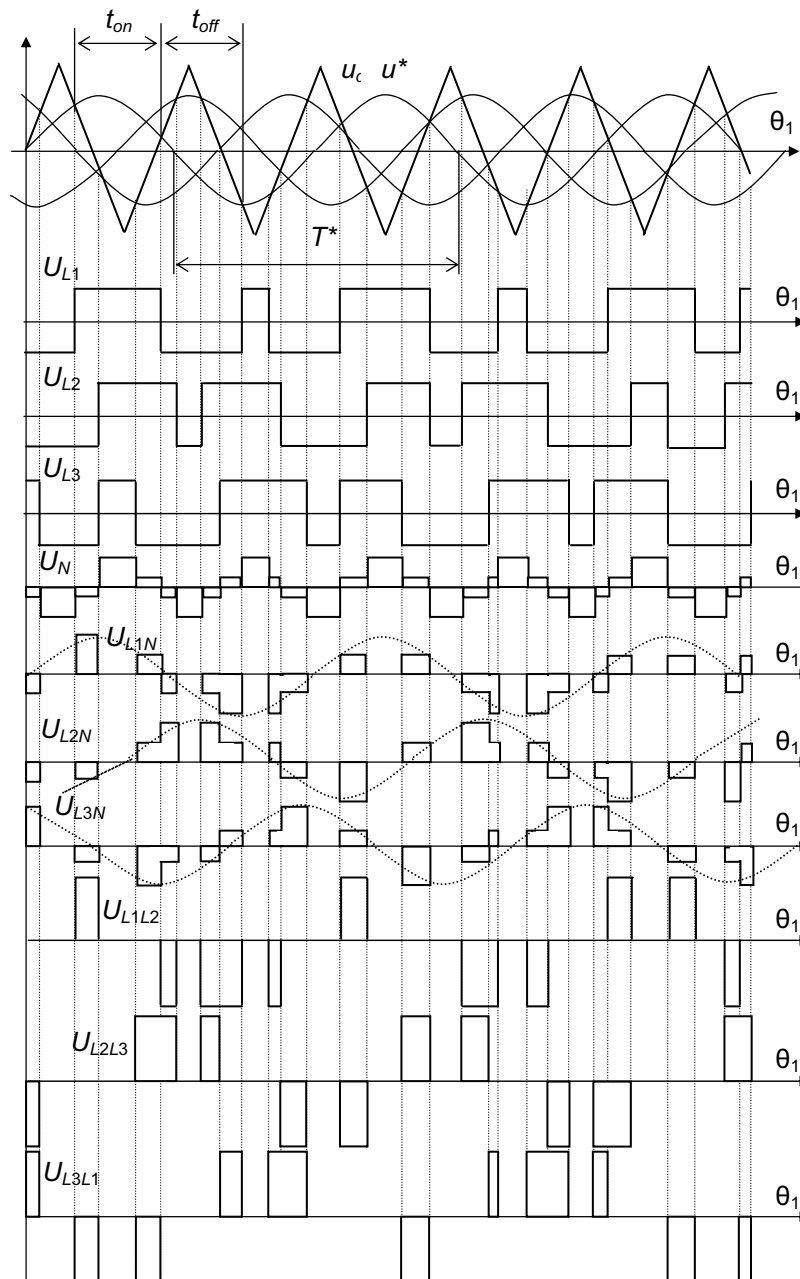 t_on t_off
u_c u*
θ₁
T*
U_L1 θ₁
U_L2 θ₁
U_L3 θ₁
U_N θ₁
U_L1N θ₁
U_L2N θ₁
U_L3N θ₁
U_L1L2 θ₁
U_L2L3 θ₁
U_L3L1 θ₁